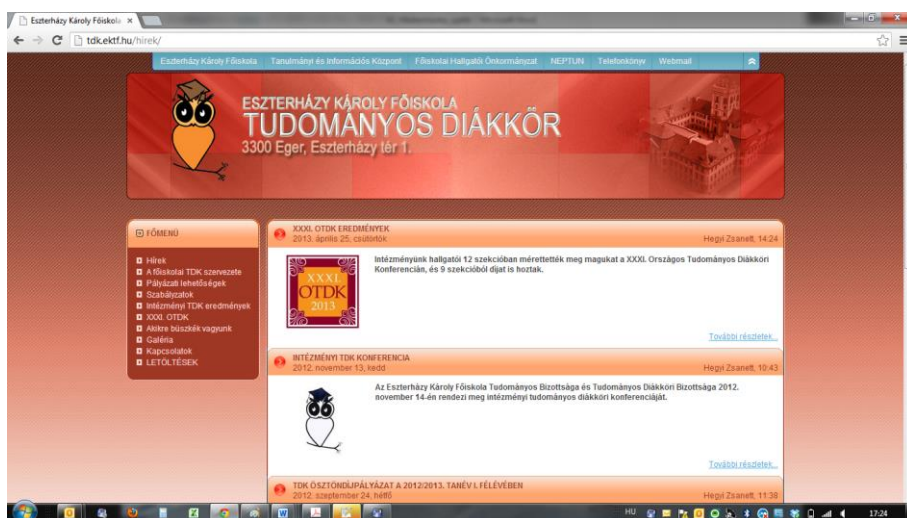 Eszterházy Károly Főiskola
tdk.ektf.hu/hirek/
Eszterházy Károly Főiskola Tanulmányi és Információs Központ Főiskolai Hallgatói Önkormányzat NEPTUN Telefonkönyv Webmail
ESZTERHÁZY KÁROLY FŐISKOLA
TUDOMÁNYOS DIÁKKÖR
3300 Eger, Eszterházy tér 1.
FŐMENÜ
Hírek
A főiskolai TDK szervezete
Pályázati lehetőségek
Szabályzatok
Intézményi TDK eredmények
XXXI. OTDK
Akikre büszkék vagyunk
Galéria
Kapcsolatok
LETÖLTÉSEK
XXXI. OTDK EREDMÉNYEK
2013. április 25, csütörtök Hegyi Zsanett, 14:24
XXXI.
OTDK
2013
Intézményünk hallgatói 12 szekcióban mérettették meg magukat a XXXI. Országos Tudományos Diákköri
Konferencián, és 9 szekcióból díjat is hoztak.
További részletek...
INTÉZMÉNYI TDK KONFERENCIA
2012. november 13, kedd Hegyi Zsanett, 10:43
Az Eszterházy Károly Főiskola Tudományos Bizottsága és Tudományos Diákköri Bizottsága 2012.
november 14-én rendezi meg intézményi tudományos diákköri konferenciáját.
További részletek...
TDK ÖSZTÖNDÍJPÁLYÁZAT A 2012/2013. TANÉV I. FÉLÉVÉBEN
2012. szeptember 24, hétfő Hegyi Zsanett, 11:38
HU 17:24